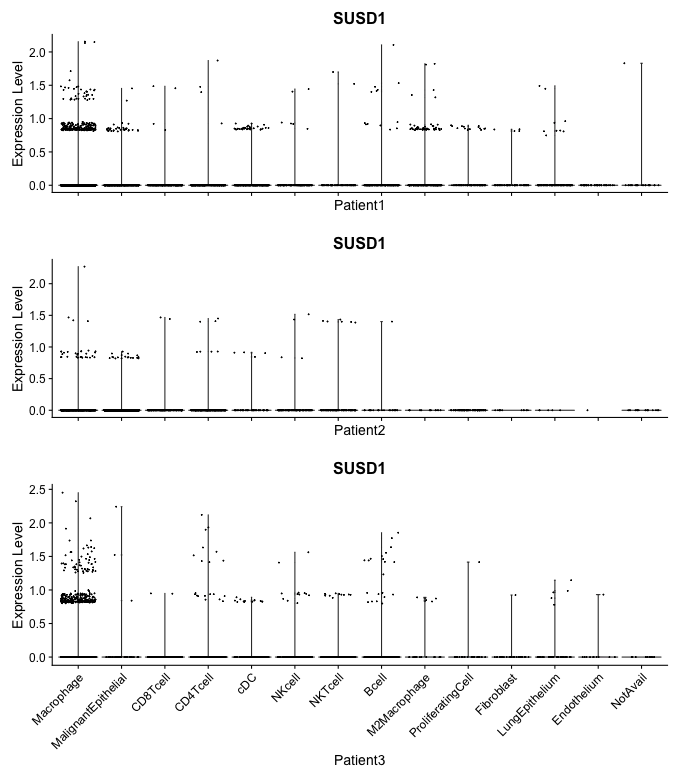 SUSD1
Expression Level
2.0
1.5
1.0
0.5
0.0
Patient1
SUSD1
Expression Level
2.0
1.5
1.0
0.5
0.0
Patient2
SUSD1
Expression Level
2.5
2.0
1.5
1.0
0.5
0.0
Macrophage
MalignantEpithelial
CD8Tcell
CD4Tcell
cDC
NKcell
NKTcell
Bcell
M2Macrophage
ProliferatingCell
Fibroblast
LungEpithelium
Endothelium
NotAvail
Patient3